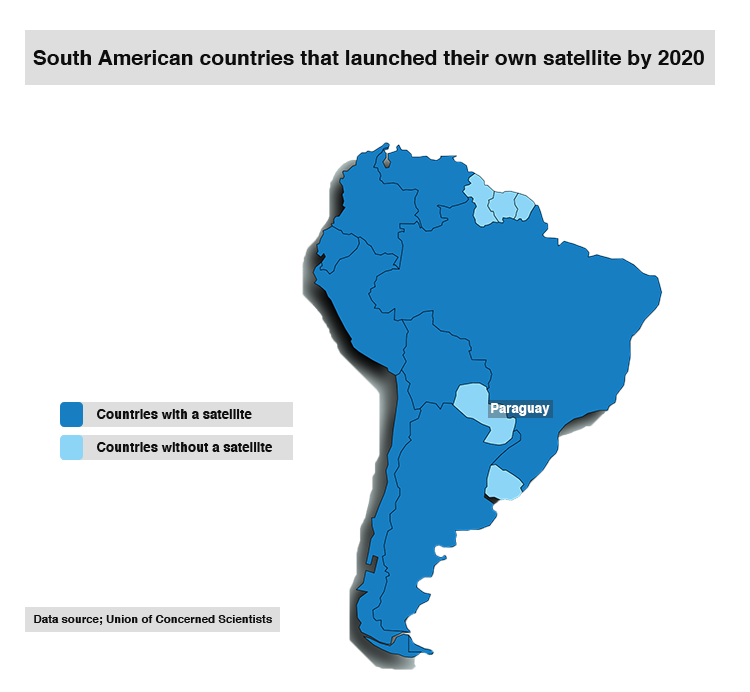 South American countries that launched their own satellite by 2020
Paraguay
Countries with a satellite
Countries without a satellite
Data source; Union of Concerned Scientists